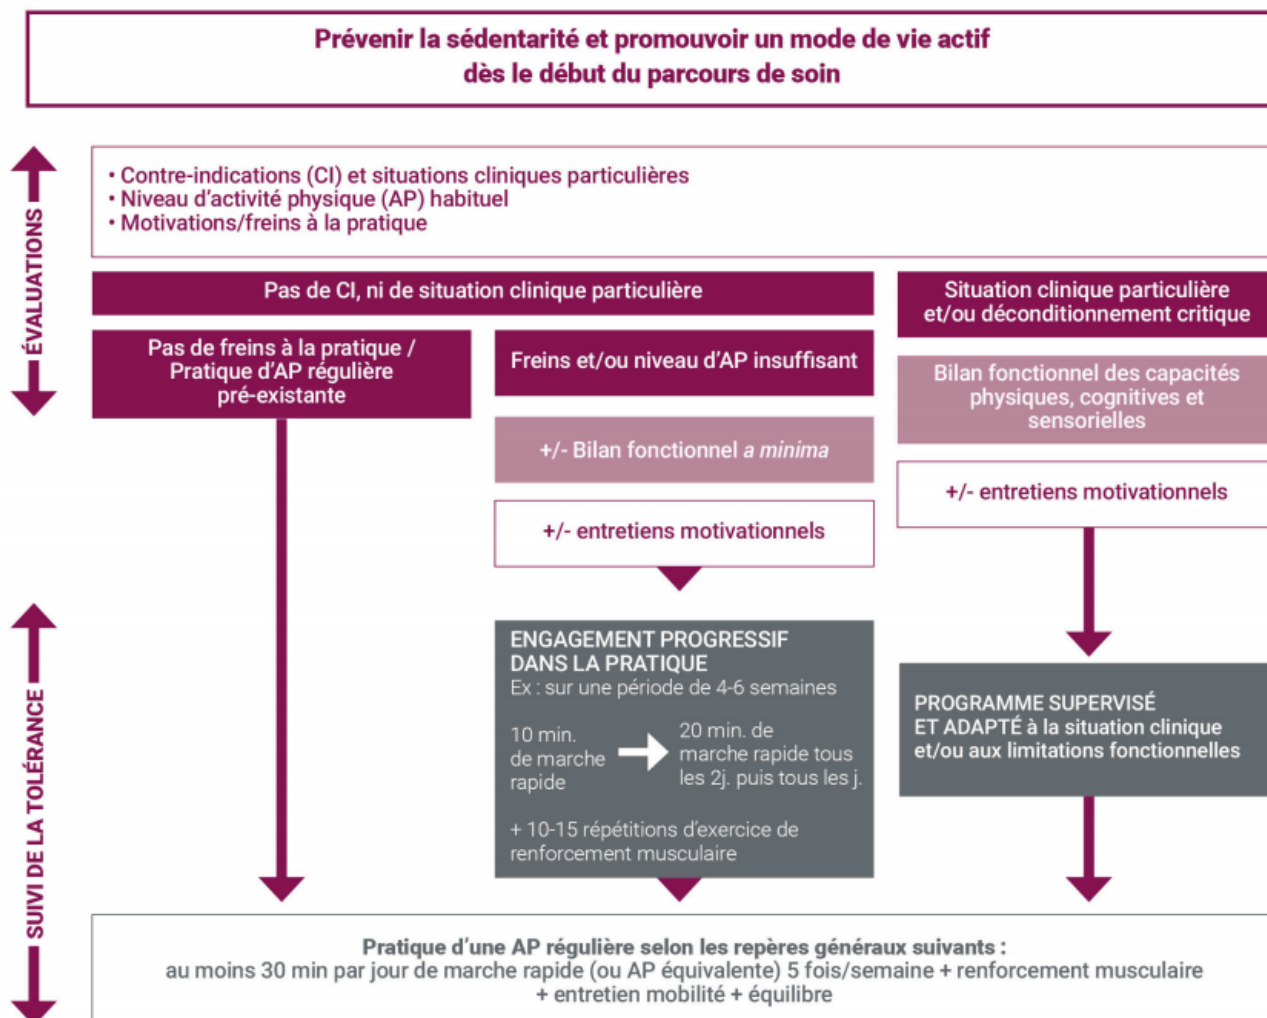 Prévenir la sédentarité et promouvoir un mode de vie actif
dès le début du parcours de soin
ÉVALUATIONS
• Contre-indications (CI) et situations cliniques particulières
• Niveau d'activité physique (AP) habituel
• Motivations/freins à la pratique
Pas de CI, ni de situation clinique particulière
Situation clinique particulière
et/ou déconditionnement critique
Pas de freins à la pratique /
Pratique d'AP régulière
pré-existante
Freins et/ou niveau d'AP insuffisant
Bilan fonctionnel des capacités
physiques, cognitives et
sensorielles
+/- Bilan fonctionnel a minima
+/- entretiens motivationnels
+/- entretiens motivationnels
SUIVI DE LA TOLÉRANCE
ENGAGEMENT PROGRESSIF
DANS LA PRATIQUE
Ex : sur une période de 4-6 semaines
10 min.
de marche
rapide
20 min. de
marche rapide tous
les 2j. puis tous les j.
+ 10-15 répétitions d'exercice de
renforcement musculaire
PROGRAMME SUPERVISÉ
ET ADAPTÉ à la situation clinique
et/ou aux limitations fonctionnelles
Pratique d'une AP régulière selon les repères généraux suivants :
au moins 30 min par jour de marche rapide (ou AP équivalente) 5 fois/semaine + renforcement musculaire
+ entretien mobilité + équilibre